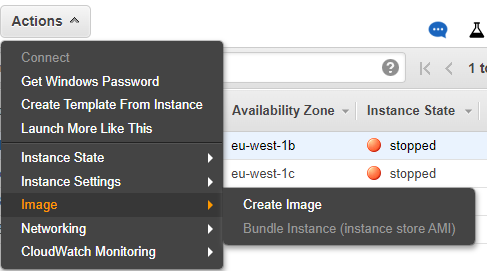 Actions
Connect
Get Windows Password
Create Template From Instance
Launch More Like This
Instance State
Instance Settings
Image
Networking
CloudWatch Monitoring
Create Image
Bundle Instance (instance store AMI)
1 to
Availability Zone
Instance State
eu-west-1b
stopped
eu-west-1c
stopped